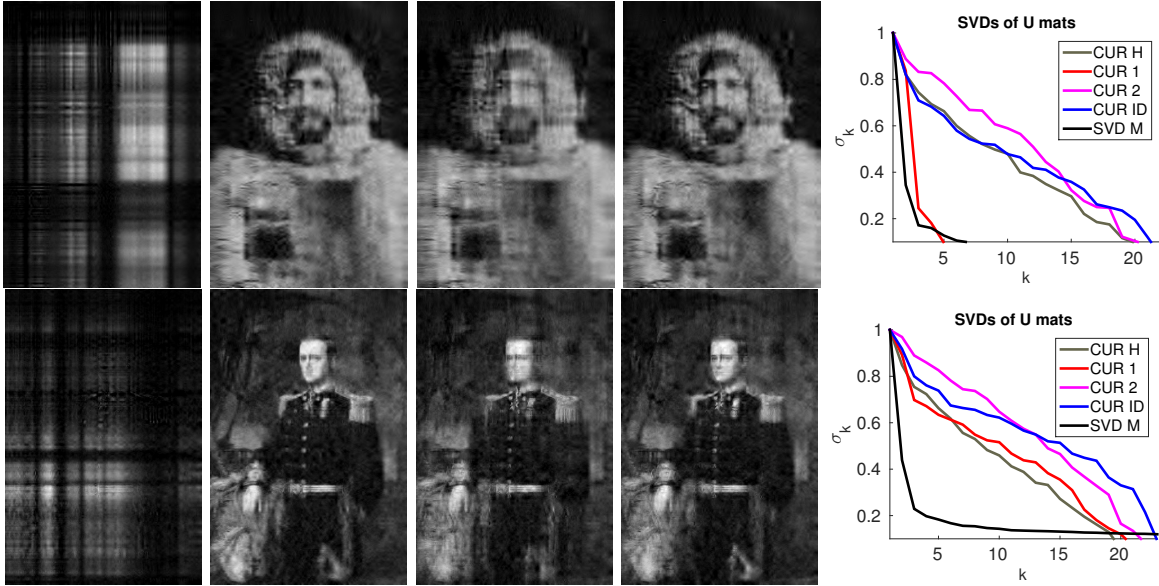 SVDs of U mats
1
0.8
0.6
0.4
0.2
σk
CUR H
CUR 1
CUR 2
CUR ID
SVD M
5
10
15
20
k
SVDs of U mats
1
0.8
0.6
0.4
0.2
σk
CUR H
CUR 1
CUR 2
CUR ID
SVD M
5
10
15
20
k